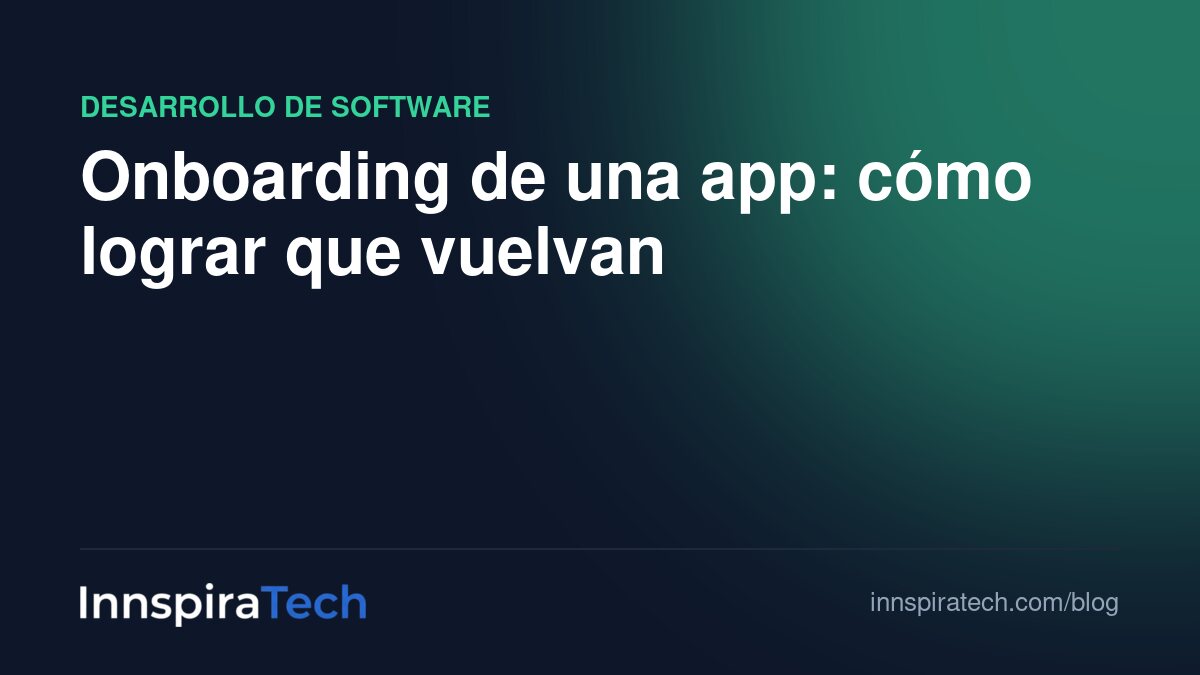 DESARROLLO DE SOFTWARE
Onboarding de una app: cómo
lograr que vuelvan
InnspiraTech
innspiratech.com/blog